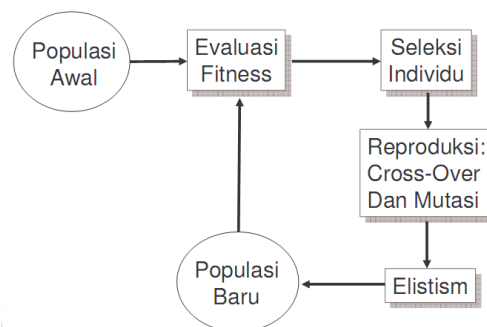 Populasi
Awal
Evaluasi
Fitness
Seleksi
Individu
Reproduksi:
Cross-Over
Dan Mutasi
Elistism
Populasi
Baru